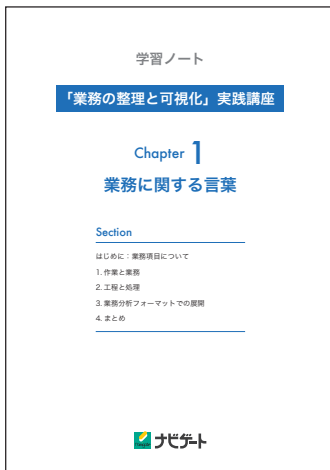 学習ノート
「業務の整理と可視化」実践講座
Chapter 1
業務に関する言葉
Section
はじめに：業務項目について
1. 作業と業務
2. 工程と処理
3. 業務分析フォーマットでの展開
4. まとめ
ナビゲート